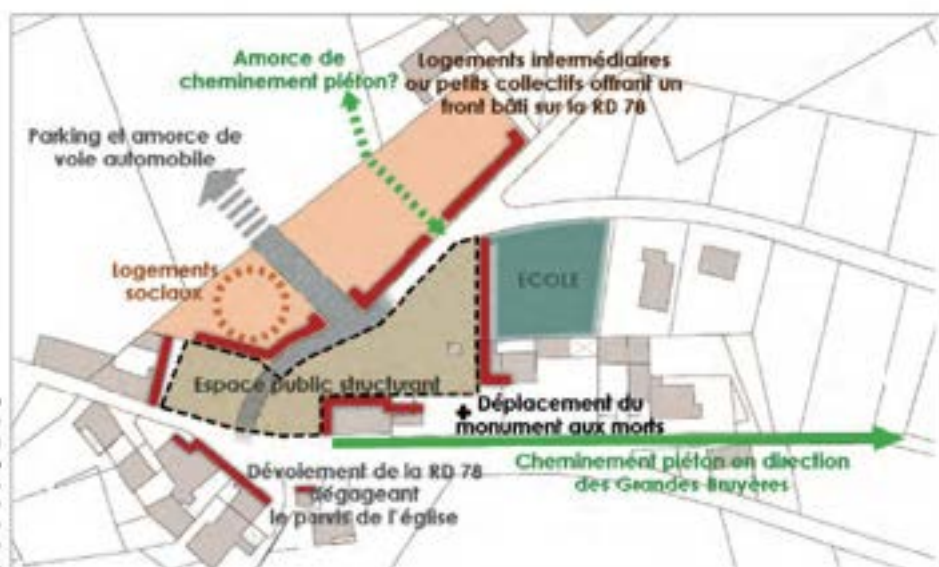 Amorce de
cheminement piéton?
Logements intermédiaires
ou petits collectifs offrant un
front bâti sur la RD 78
Parking et amorce de
voie automobile
Logements
sociaux
ECOLE
Espace public structurant
+ Déplacement du
monument aux morts
Cheminement piéton en direction
des Grandes Bruyères
Dévoiement de la RD 78
dégageant
le parvis de l'église